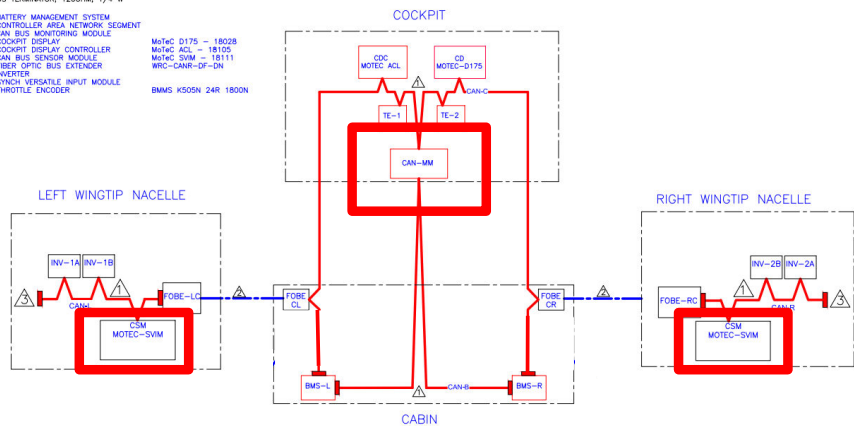 BUS TERMINATOR, 120OHM, 1/4 W
BATTERY MANAGEMENT SYSTEM
CONTROLLER AREA NETWORK SEGMENT
CAN BUS MONITORING MODULE
COCKPIT DISPLAY MoTeC D175 - 18028
COCKPIT DISPLAY CONTROLLER MoTeC ACL - 18105
CAN BUS SENSOR MODULE MoTeC SVIM - 18111
FIBER OPTIC BUS EXTENDER WRC-CANR-DF-DN
INVERTER
SYNCH VERSATILE INPUT MODULE
THROTTLE ENCODER BMMS K505N 24R 1800N
COCKPIT
CDC
MOTEC ACL
1
CD
MOTEC-D175
CAN-C
TE-1
TE-2
CAN-MM
LEFT WINGTIP NACELLE
INV-1A
INV-1B
3
1
CAN-L
FOBE-LC
CSM
MOTEC-SVIM
2
FOBE
CL
FOBE
CR
2
BMS-L
1
CAN-B
BMS-R
CABIN
RIGHT WINGTIP NACELLE
INV-2B
INV-2A
FOBE-RC
1
3
CAN-R
CSM
MOTEC-SVIM